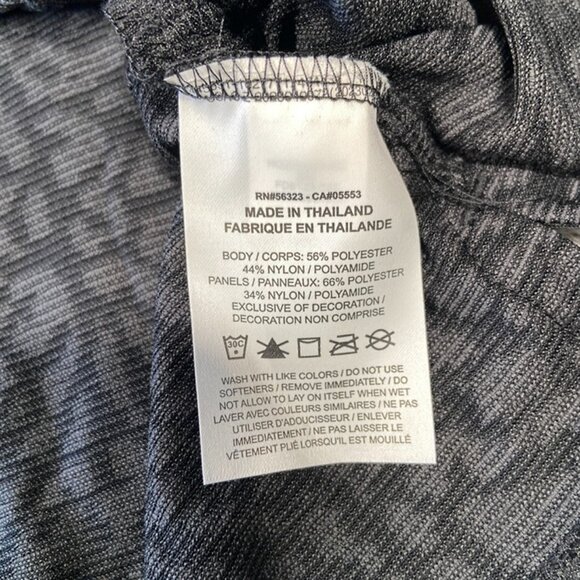 RN#56323 - CA#05553
MADE IN THAILAND
FABRIQUE EN THAILANDE
BODY / CORPS: 56% POLYESTER
44% NYLON / POLYAMIDE
PANELS / PANNEAUX: 66% POLYESTER
34% NYLON / POLYAMIDE
EXCLUSIVE OF DECORATION /
DECORATION NON COMPRISE
30C
WASH WITH LIKE COLORS / DO NOT USE
SOFTENERS / REMOVE IMMEDIATELY / DO
NOT ALLOW TO LAY ON ITSELF WHEN WET
LAVER AVEC COULEURS SIMILAIRES / NE PAS
UTILISER D'ADOUCISSEUR / ENLEVER
IMMEDIATEMENT / NE PAS LAISSER LE
VÊTEMENT PLIÉ LORSQUIL EST MOUILLÉ